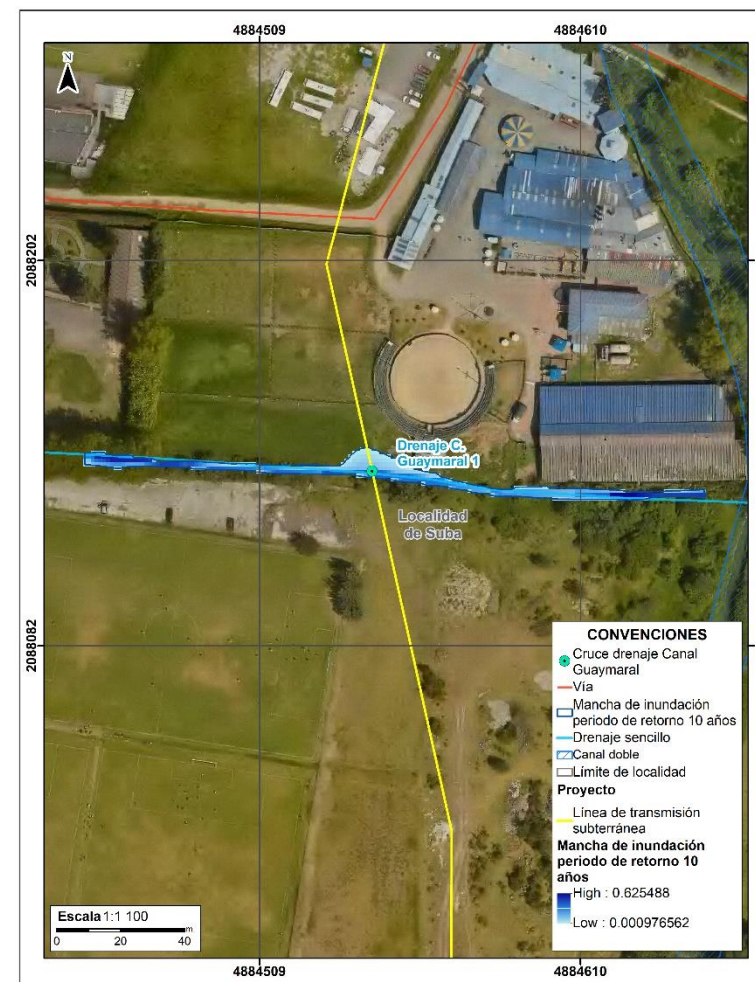 4884509
4884610
Z
2088202
2088082
Drenaje C.
Guaymaral 1
Localidad
de Suba
CONVENCIONES
Cruce drenaje Canal
Guaymaral
Vía
Mancha de inundación
periodo de retorno 10 años
Drenaje sencillo
Canal doble
Límite de localidad
Proyecto
Línea de transmisión
subterránea
Mancha de inundación
periodo de retorno 10
años
High : 0.625488
Low : 0.000976562
Escala 1:1 100
m
0 20 40
4884509
4884610